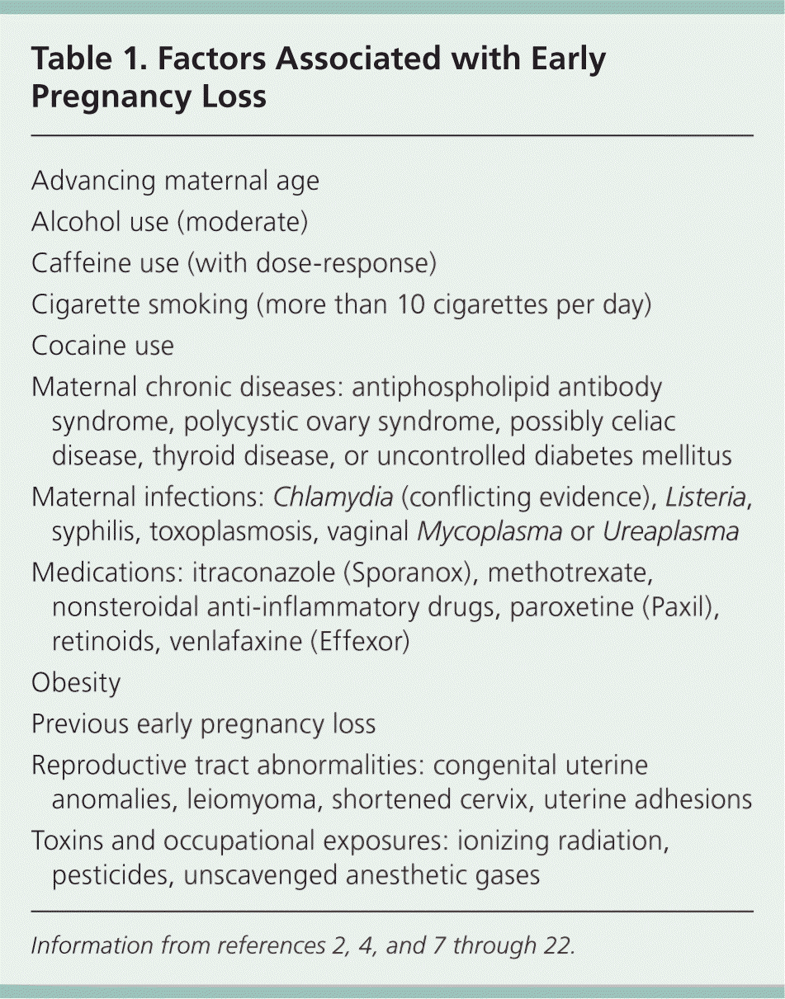 Table 1. Factors Associated with Early
Pregnancy Loss
Advancing maternal age
Alcohol use (moderate)
Caffeine use (with dose-response)
Cigarette smoking (more than 10 cigarettes per day)
Cocaine use
Maternal chronic diseases: antiphospholipid antibody
syndrome, polycystic ovary syndrome, possibly celiac
disease, thyroid disease, or uncontrolled diabetes mellitus
Maternal infections: Chlamydia (conflicting evidence), Listeria,
syphilis, toxoplasmosis, vaginal Mycoplasma or Ureaplasma
Medications: itraconazole (Sporanox), methotrexate,
nonsteroidal anti-inflammatory drugs, paroxetine (Paxil),
retinoids, venlafaxine (Effexor)
Obesity
Previous early pregnancy loss
Reproductive tract abnormalities: congenital uterine
anomalies, leiomyoma, shortened cervix, uterine adhesions
Toxins and occupational exposures: ionizing radiation,
pesticides, unscavenged anesthetic gases
Information from references 2, 4, and 7 through 22.